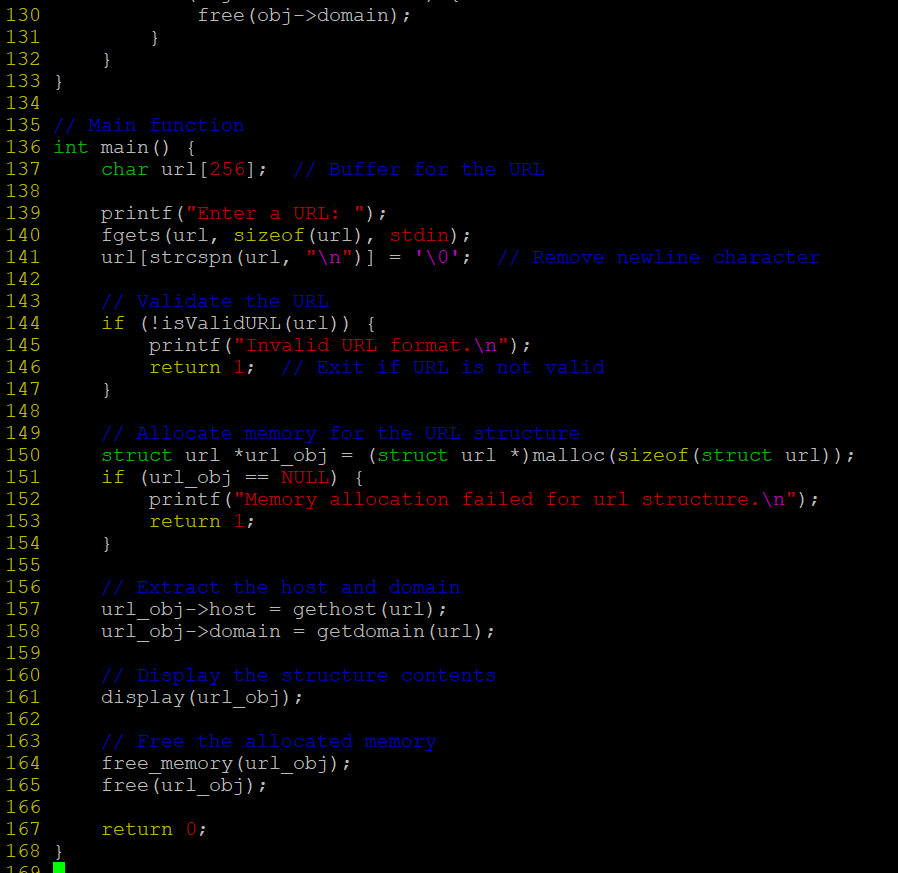 130             free(obj->domain);
131         }
132     }
133 }
134
135 // Main function
136 int main() {
137     char url[256];  // Buffer for the URL
138
139     printf("Enter a URL: ");
140     fgets(url, sizeof(url), stdin);
141     url[strcspn(url, "\n")] = '\0';  // Remove newline character
142
143     // Validate the URL
144     if (!isValidURL(url)) {
145         printf("Invalid URL format.\n");
146         return 1;  // Exit if URL is not valid
147     }
148
149     // Allocate memory for the URL structure
150     struct url *url_obj = (struct url *)malloc(sizeof(struct url));
151     if (url_obj == NULL) {
152         printf("Memory allocation failed for url structure.\n");
153         return 1;
154     }
155
156     // Extract the host and domain
157     url_obj->host = gethost(url);
158     url_obj->domain = getdomain(url);
159
160     // Display the structure contents
161     display(url_obj);
162
163     // Free the allocated memory
164     free_memory(url_obj);
165     free(url_obj);
166
167     return 0;
168 }
169